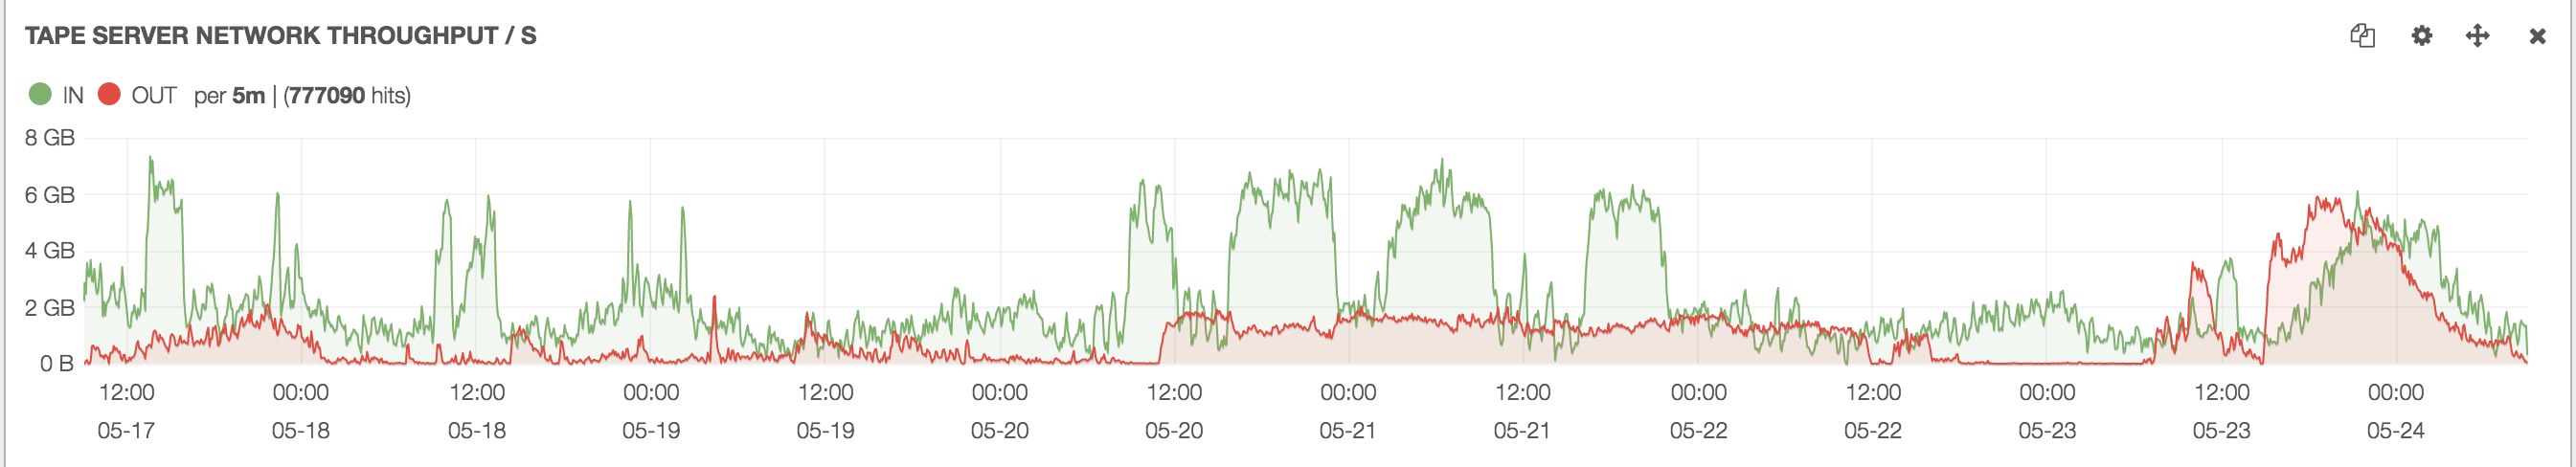 TAPE SERVER NETWORK THROUGHPUT / S
IN OUT per 5m | (777090 hits)
8 GB
6 GB
4 GB
2 GB
0 B
12:00 00:00 12:00 00:00 12:00 00:00 12:00 00:00 12:00 00:00 12:00 00:00 12:00 00:00
05-17 05-18 05-18 05-19 05-19 05-20 05-20 05-21 05-21 05-22 05-22 05-23 05-23 05-24